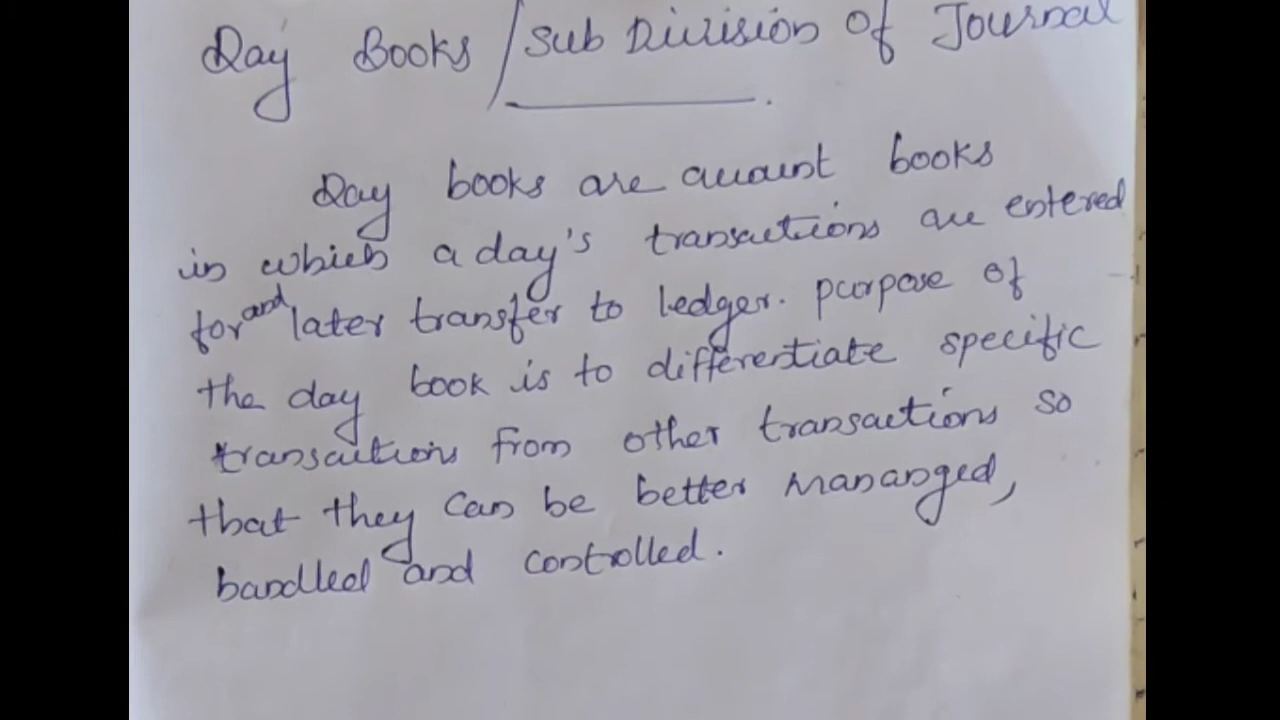 Day Books / Sub Division of Journal
Day books are account books
in which a day's transactions are entered
for and later transfer to ledger. purpose of
the day book is to differentiate specific
transactions from other transactions so
that they can be better mananged,
handled and controlled.